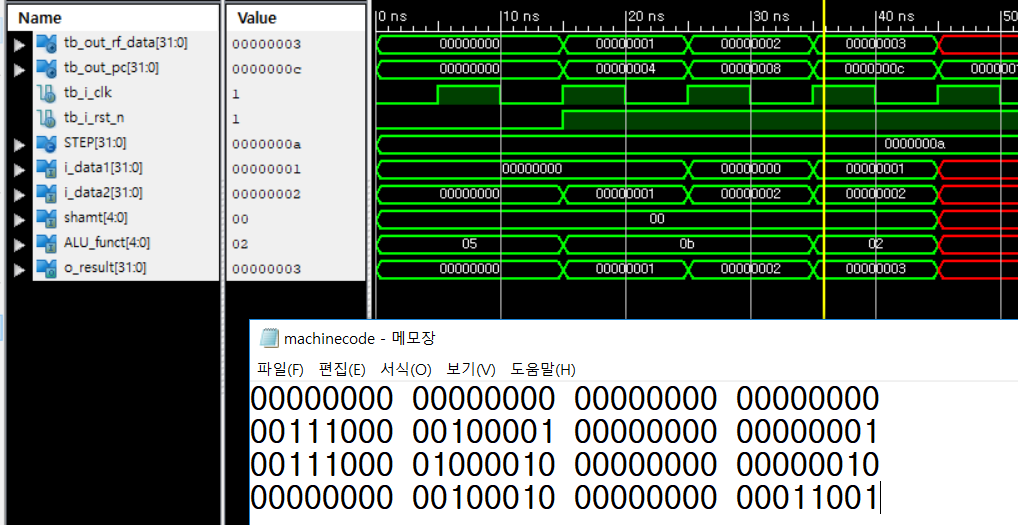 Name Value 0 ns 10 ns 20 ns 30 ns 40 ns 50
tb_out_rf_data[31:0] 00000003 00000000 00000001 00000002 00000003
tb_out_pc[31:0] 0000000c 00000000 00000004 00000008 0000000c
tb_i_clk 1
tb_i_rst_n 1
STEP[31:0] 0000000a 0000000a
i_data1[31:0] 00000001 00000000 00000000 00000001
i_data2[31:0] 00000002 00000000 00000001 00000002 00000002
shamt[4:0] 00 00
ALU_funct[4:0] 02 05 0b 02
o_result[31:0] 00000003 00000000 00000001 00000002 00000003
machinecode - 메모장
파일(F) 편집(E) 서식(O) 보기(V) 도움말(H)
00000000 00000000 00000000 00000000
00111000 00100001 00000000 00000001
00111000 01000010 00000000 00000010
00000000 00100010 00000000 00011001